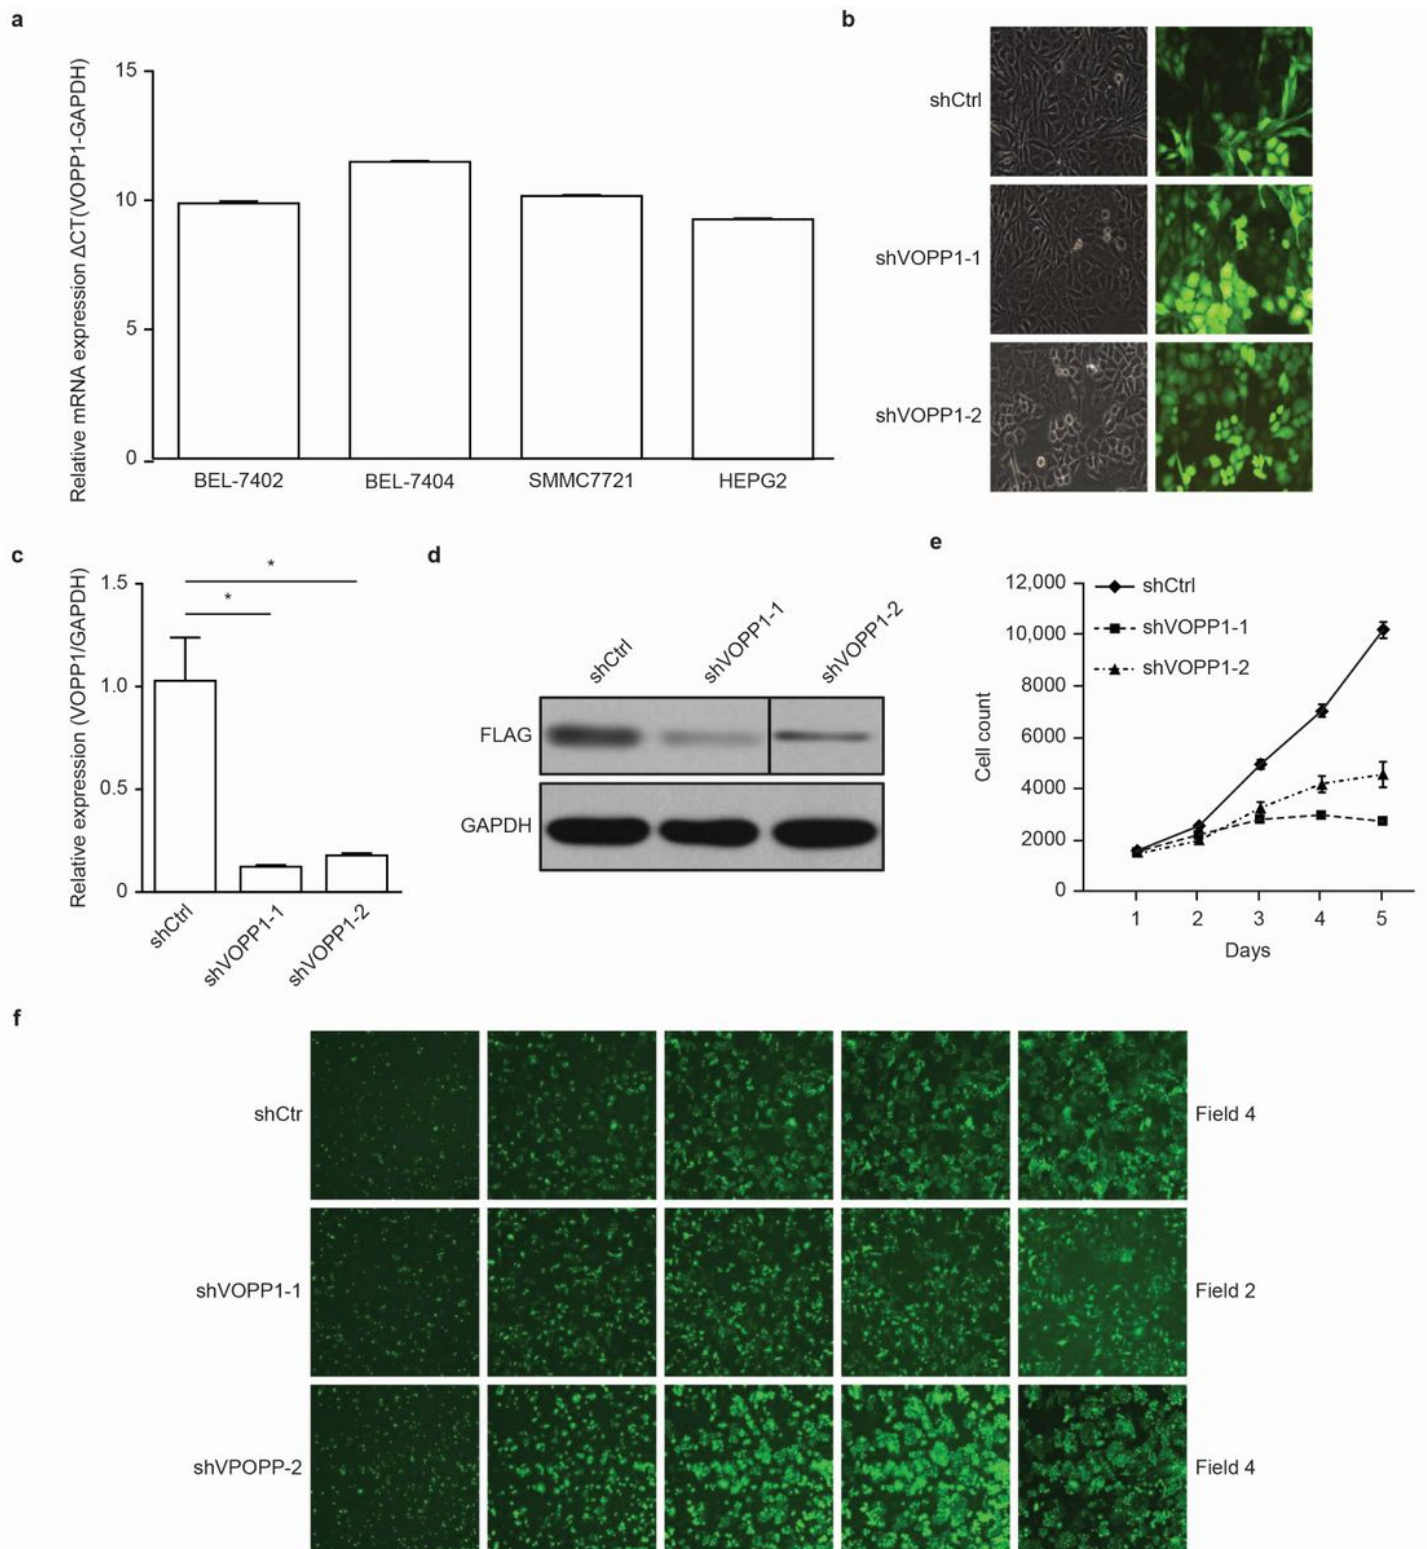 a
Relative mRNA expression ΔCT(VOPP1-GAPDH)
15
10
5
0
BEL-7402
BEL-7404
SMMC7721
HEPG2
b
shCtrl
shVOPP1-1
shVOPP1-2
c
Relative expression (VOPP1/GAPDH)
1.5
1.0
0.5
0
*
*
shCtrl
shVOPP1-1
shVOPP1-2
d
shCtrl
shVOPP1-1
shVOPP1-2
FLAG
GAPDH
e
Cell count
12,000
10,000
8000
6000
4000
2000
0
shCtrl
shVOPP1-1
shVOPP1-2
1 2 3 4 5
Days
f
shCtr
Field 4
shVOPP1-1
Field 2
shVPOPP-2
Field 4